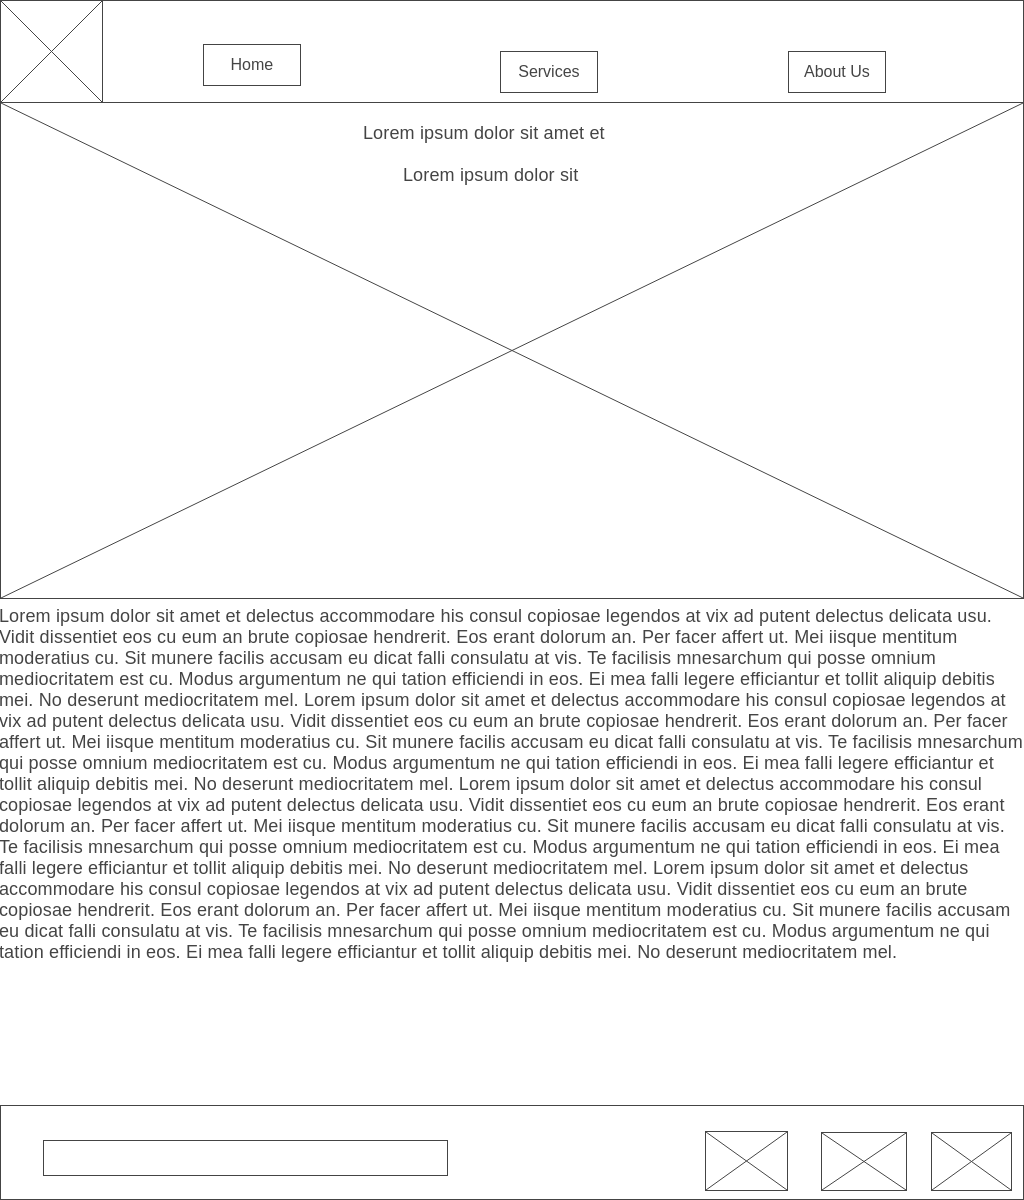 Home
Services
About Us
Lorem ipsum dolor sit amet et
Lorem ipsum dolor sit
Lorem ipsum dolor sit amet et delectus accommodare his consul copiosae legendos at vix ad putent delectus delicata usu.
Vidit dissentiet eos cu eum an brute copiosae hendrerit. Eos erant dolorum an. Per facer affert ut. Mei iisque mentitum
moderatius cu. Sit munere facilis accusam eu dicat falli consulatu at vis. Te facilisis mnesarchum qui posse omnium
mediocritatem est cu. Modus argumentum ne qui tation efficiendi in eos. Ei mea falli legere efficiantur et tollit aliquip debitis
mei. No deserunt mediocritatem mel. Lorem ipsum dolor sit amet et delectus accommodare his consul copiosae legendos at
vix ad putent delectus delicata usu. Vidit dissentiet eos cu eum an brute copiosae hendrerit. Eos erant dolorum an. Per facer
affert ut. Mei iisque mentitum moderatius cu. Sit munere facilis accusam eu dicat falli consulatu at vis. Te facilisis mnesarchum
qui posse omnium mediocritatem est cu. Modus argumentum ne qui tation efficiendi in eos. Ei mea falli legere efficiantur et
tollit aliquip debitis mei. No deserunt mediocritatem mel. Lorem ipsum dolor sit amet et delectus accommodare his consul
copiosae legendos at vix ad putent delectus delicata usu. Vidit dissentiet eos cu eum an brute copiosae hendrerit. Eos erant
dolorum an. Per facer affert ut. Mei iisque mentitum moderatius cu. Sit munere facilis accusam eu dicat falli consulatu at vis.
Te facilisis mnesarchum qui posse omnium mediocritatem est cu. Modus argumentum ne qui tation efficiendi in eos. Ei mea
falli legere efficiantur et tollit aliquip debitis mei. No deserunt mediocritatem mel. Lorem ipsum dolor sit amet et delectus
accommodare his consul copiosae legendos at vix ad putent delectus delicata usu. Vidit dissentiet eos cu eum an brute
copiosae hendrerit. Eos erant dolorum an. Per facer affert ut. Mei iisque mentitum moderatius cu. Sit munere facilis accusam
eu dicat falli consulatu at vis. Te facilisis mnesarchum qui posse omnium mediocritatem est cu. Modus argumentum ne qui
tation efficiendi in eos. Ei mea falli legere efficiantur et tollit aliquip debitis mei. No deserunt mediocritatem mel.